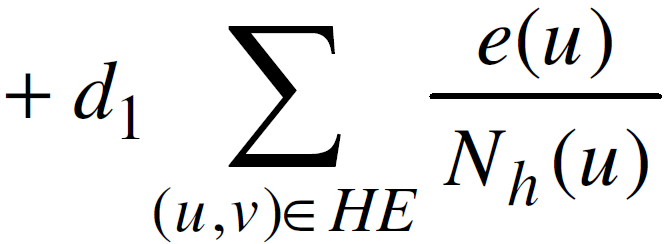 + d_1 \sum_{(u,v) \in HE} \frac{e(u)}{N_h(u)}